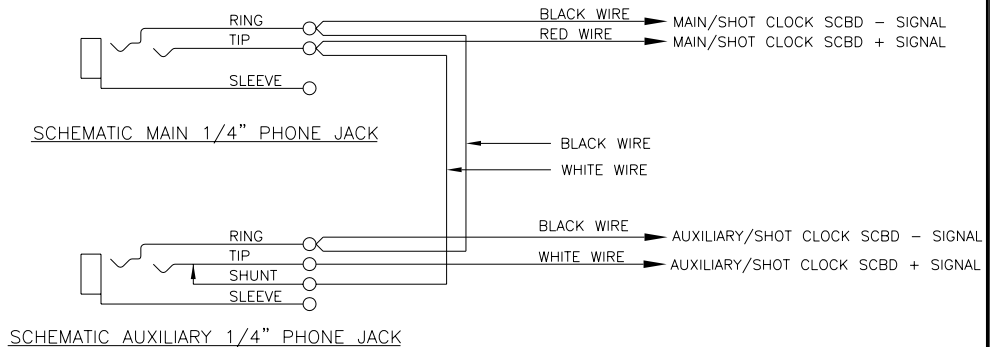 RING
BLACK WIRE
MAIN/SHOT CLOCK SCBD – SIGNAL
TIP
RED WIRE
MAIN/SHOT CLOCK SCBD + SIGNAL
SLEEVE
SCHEMATIC MAIN 1/4" PHONE JACK
BLACK WIRE
WHITE WIRE
RING
BLACK WIRE
AUXILIARY/SHOT CLOCK SCBD – SIGNAL
TIP
WHITE WIRE
AUXILIARY/SHOT CLOCK SCBD + SIGNAL
SHUNT
SLEEVE
SCHEMATIC AUXILIARY 1/4" PHONE JACK